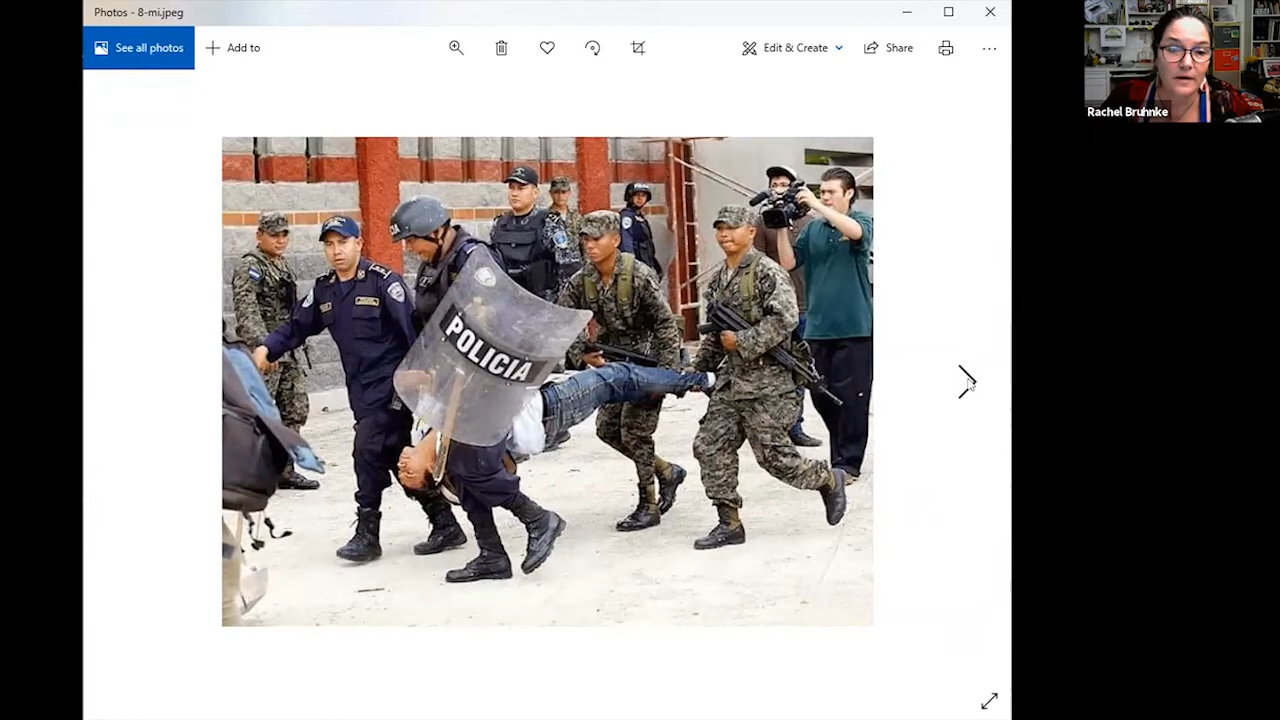 Photos - 8-mi.jpeg
See all photos
Add to
Edit & Create
Share
Rachel Bruhnke
POLICIA